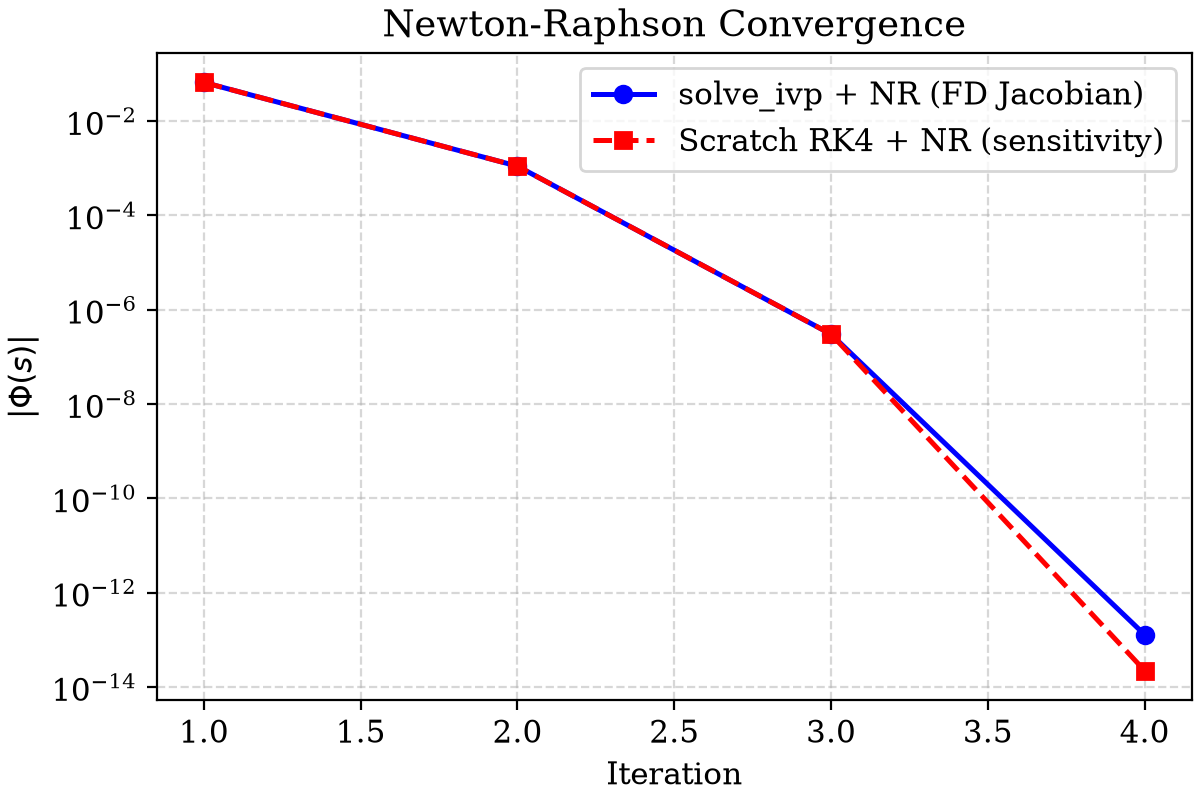 Newton-Raphson Convergence
solve_ivp + NR (FD Jacobian)
Scratch RK4 + NR (sensitivity)
10⁻²
10⁻⁴
10⁻⁶
10⁻⁸
10⁻¹⁰
10⁻¹²
10⁻¹⁴
|Φ(s)|
1.0 1.5 2.0 2.5 3.0 3.5 4.0
Iteration